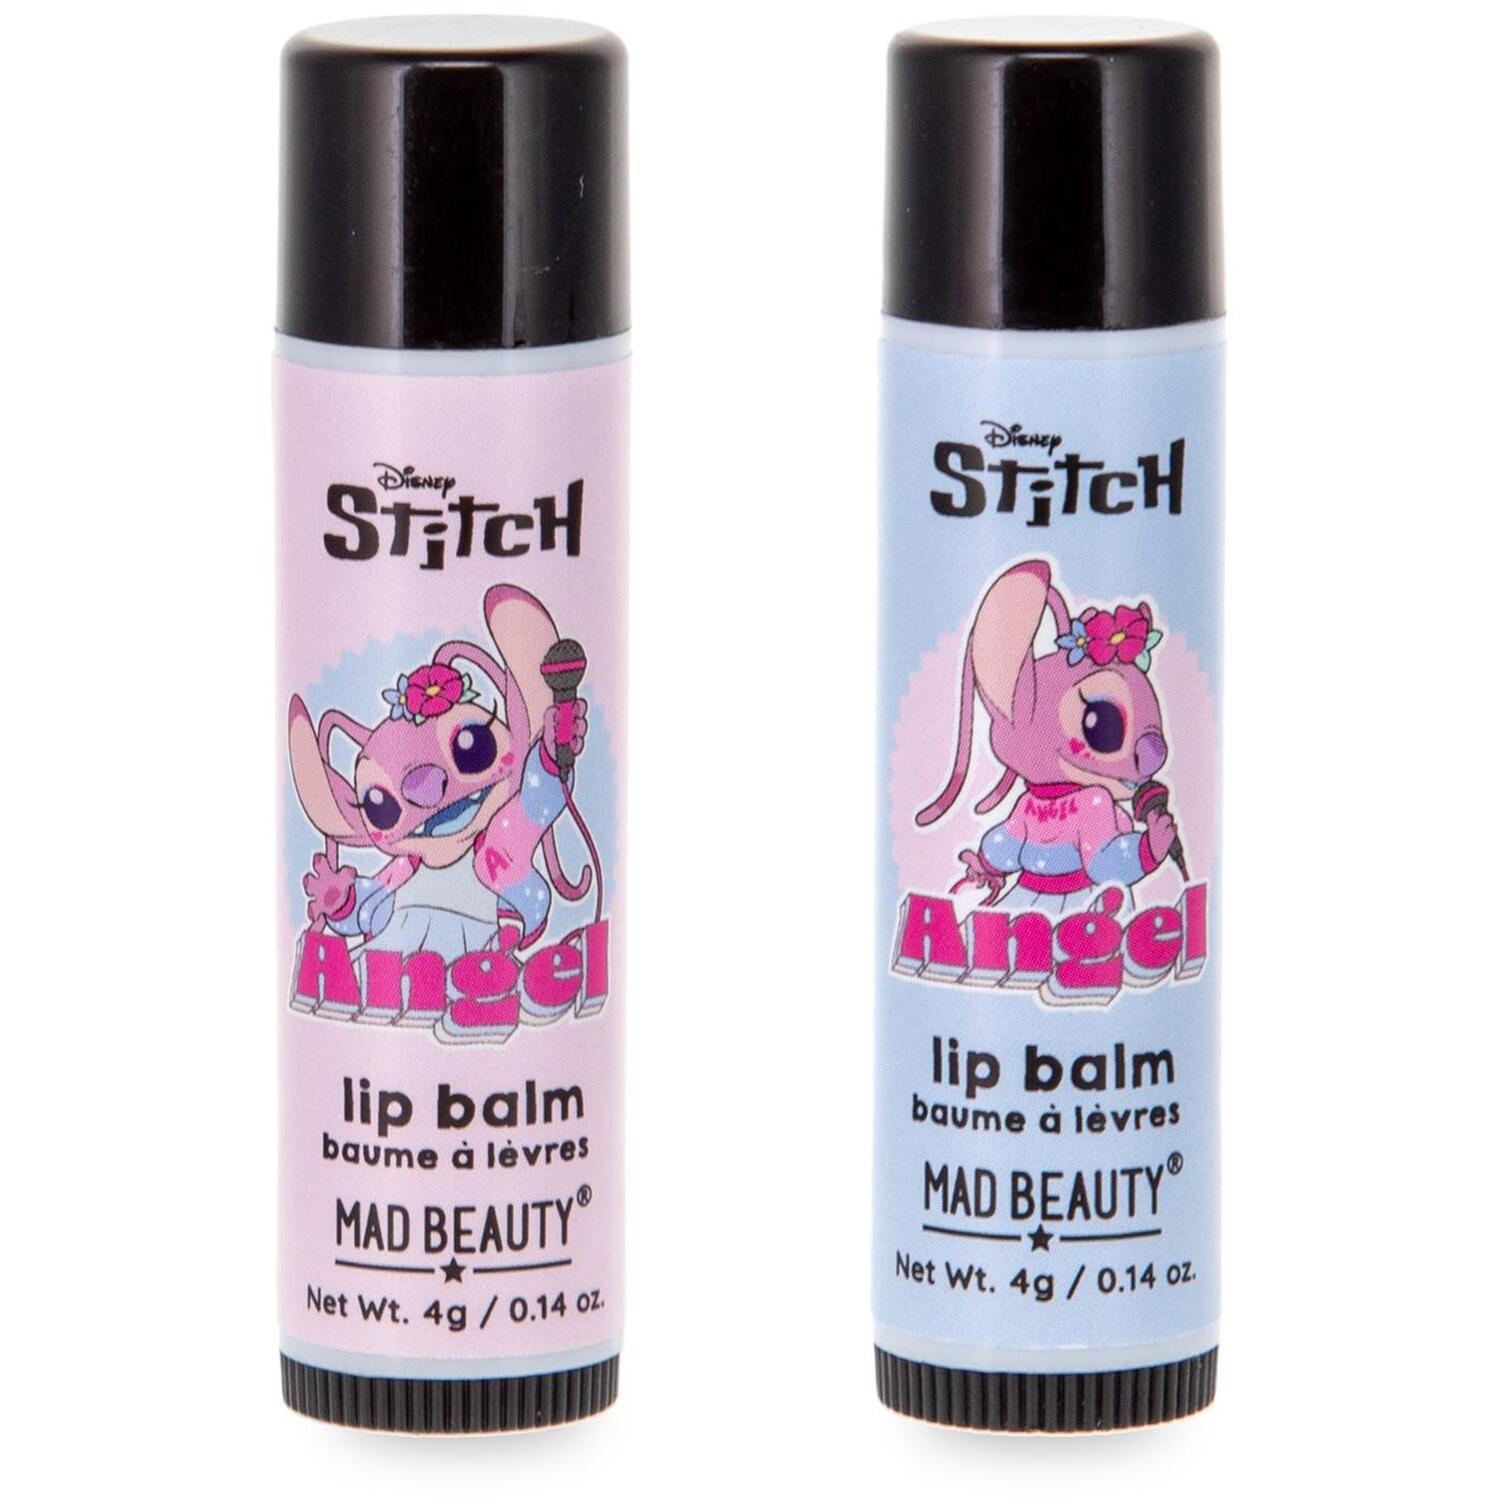 Disney
Stitch
A
Angel
lip balm
baume à lèvres
MAD BEAUTY®
Net Wt. 4g / 0.14 oz.
Disney
Stitch
ANGEL
Angel
lip balm
baume à lèvres
MAD BEAUTY®
Net Wt. 4g / 0.14 oz.